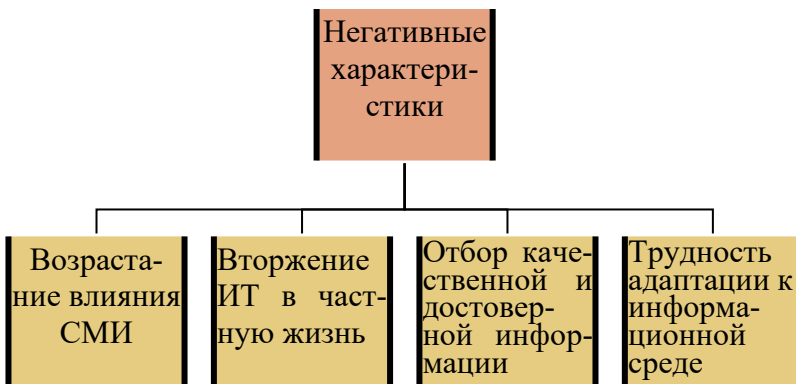 Негативные
характери-
стики
Возраста-
ние влияния
СМИ
Вторжение
ИТ в част-
ную жизнь
Отбор каче-
ственной и
достовер-
ной инфор-
мации
Трудность
адаптации к
информа-
ционной
среде